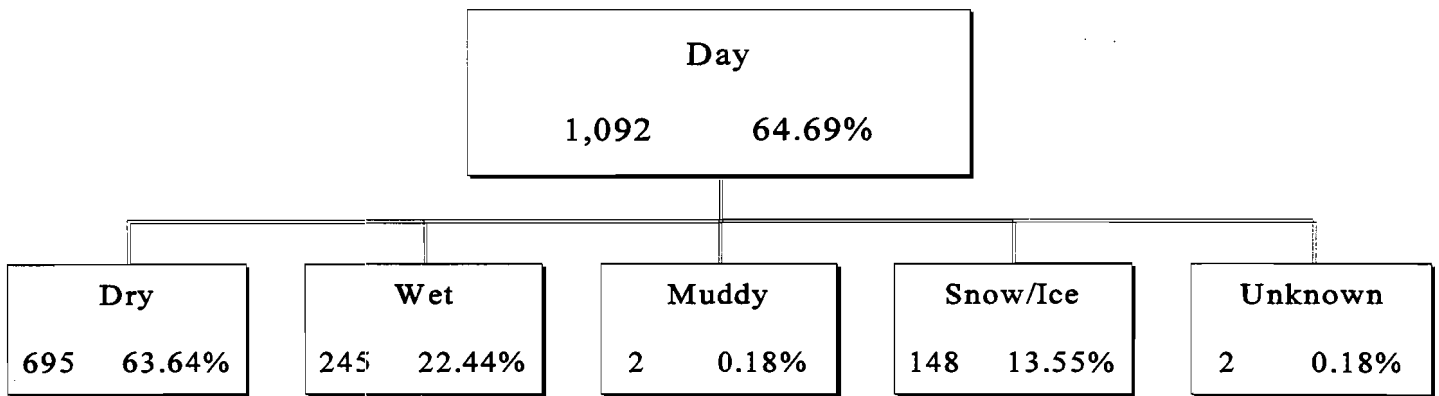 Day
1,092 64.69%
Dry Wet Muddy Snow/Ice Unknown
695 63.64% 245 22.44% 2 0.18% 148 13.55% 2 0.18%